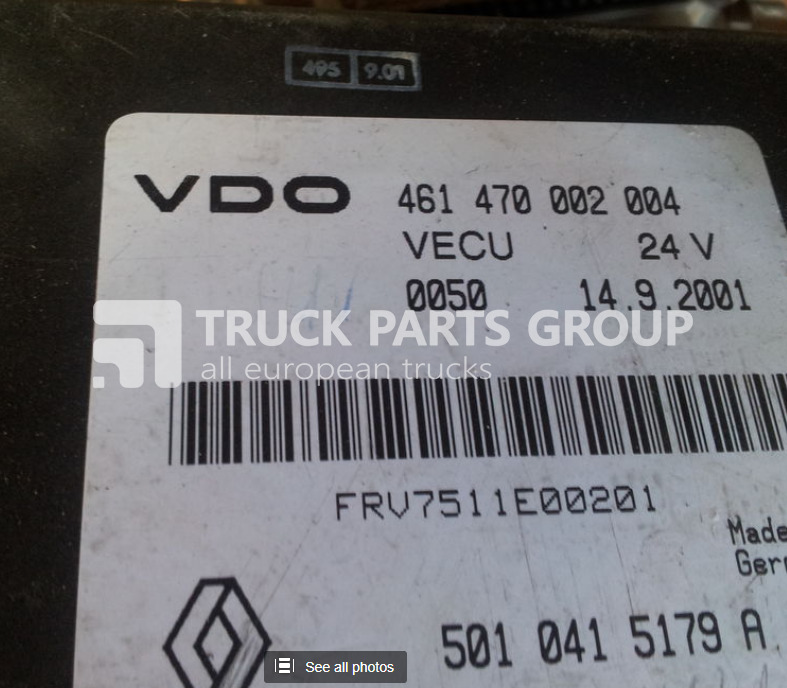 495 9.01
VDO 461 470 002 004
VECU 24 V
0050 14.9.2001
TRUCK PARTS GROUP
all european trucks
FRV7511E00201
Made
501 041 5179 A
See all photos